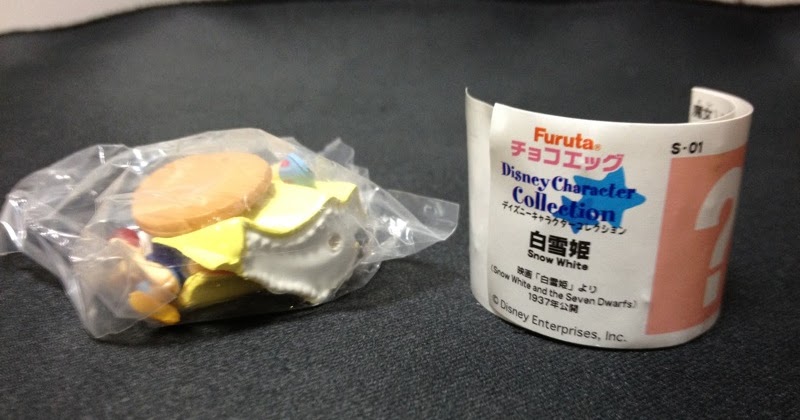 Furuta®
チョコエッグ
Disney Character
Collection
ディズニーキャラクターコレクション
白雪姫
Snow White
映画「白雪姫」より
(Snow White and the Seven Dwarfs)
1937年公開
© Disney Enterprises, Inc.
S-01
?
魔女